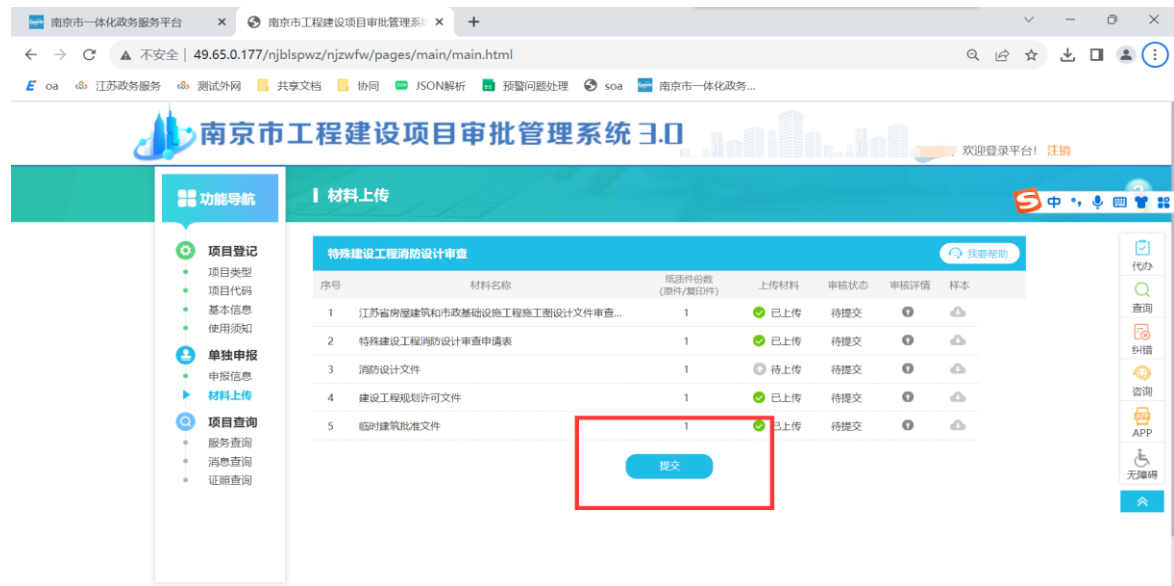 南京市一体化政务服务平台
南京市工程建设项目审批管理系
不安全 | 49.65.0.177/njblspwz/njzwfw/pages/main/main.html
oa 江苏政务服务 测试外网 共享文档 协同 JSON解析 预警问题处理 soa 南京市一体化政务...
南京市工程建设项目审批管理系统 3.0
欢迎登录平台! 注销
功能导航
材料上传
中
项目登记
项目类型
项目代码
基本信息
使用须知
单独申报
申报信息
材料上传
项目查询
服务查询
消息查询
证照查询
特殊建设工程消防设计审查 我要帮助
序号 材料名称 纸质件份数(原件/复印件) 上传材料 审核状态 审核详情 样本
1 江苏省房屋建筑和市政基础设施工程施工图设计文件审查... 1 已上传 待提交
2 特殊建设工程消防设计审查申请表 1 已上传 待提交
3 消防设计文件 1 待上传 待提交
4 建设工程规划许可文件 1 已上传 待提交
5 临时建筑批准文件 1 已上传 待提交
提交
代办
查询
纠错
咨询
APP
APP
无障碍